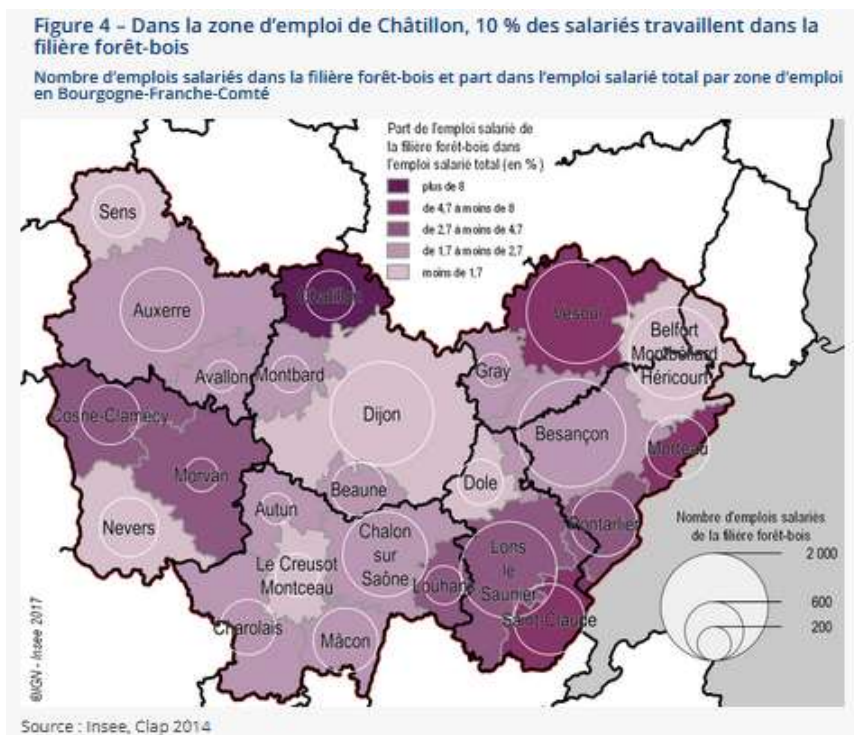 Figure 4 – Dans la zone d'emploi de Châtillon, 10 % des salariés travaillent dans la
filière forêt-bois
Nombre d'emplois salariés dans la filière forêt-bois et part dans l'emploi salarié total par zone d'emploi
en Bourgogne-Franche-Comté
Part de l'emploi salarié de
la filière forêt-bois dans
l'emploi salarié total (en % )
plus de 8
de 4,7 à moins de 8
de 2,7 à moins de 4,7
de 1,7 à moins de 2,7
moins de 1,7
Sens
Auxerre
Châtillon
Vesoul
Belfort
Montbéliard
Héricourt
Avallon
Montbard
Gray
Cosne-Clamecy
Dijon
Besançon
Morteau
Morvan
Beaune
Dole
Nevers
Autun
Pontarlier
Le Creusot
Montceau
Chalon
sur
Saône
Louhans
Lons
le
Saunier
Saint-Claude
Charolais
Mâcon
Nombre d'emplois salariés
de la filière forêt-bois
2 000
600
200
©IGN - Insee 2017
Source : Insee, Clap 2014